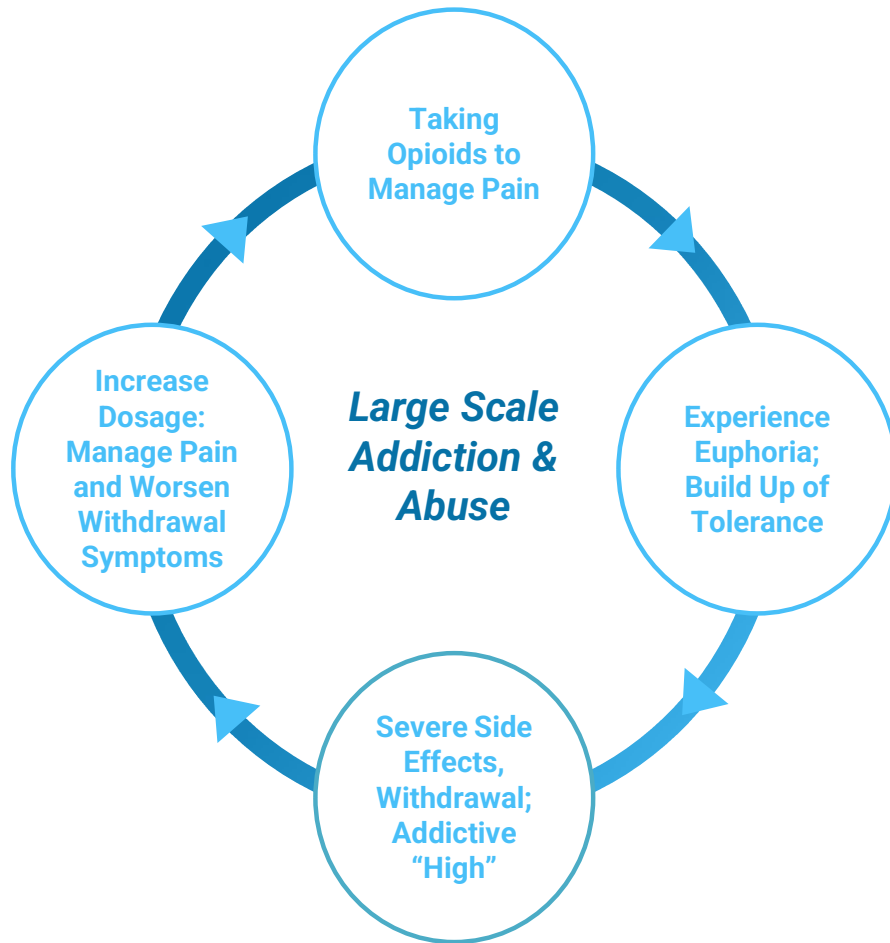 Taking
Opioids to
Manage Pain
Experience
Euphoria;
Build Up of
Tolerance
Severe Side
Effects,
Withdrawal;
Addictive
“High”
Increase
Dosage:
Manage Pain
and Worsen
Withdrawal
Symptoms
Large Scale
Addiction &
Abuse